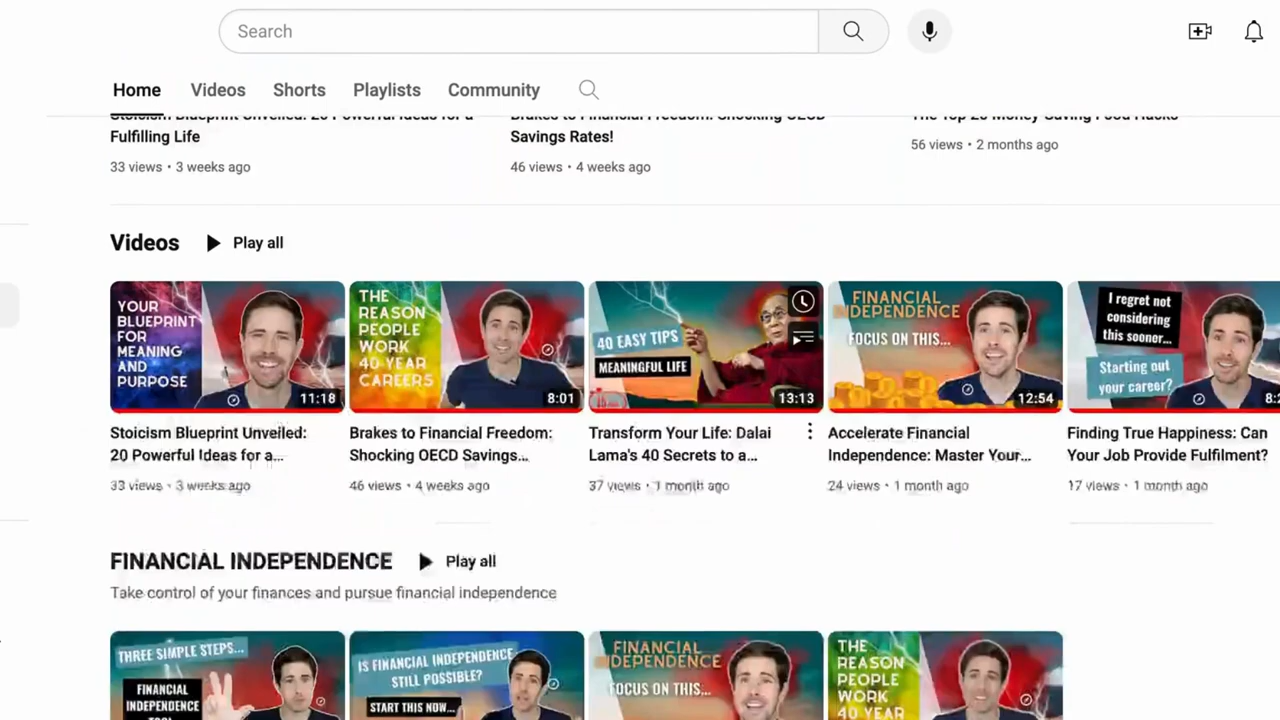 Search
Home Videos Shorts Playlists Community
Stoicism Blueprint Unveiled: 20 Powerful Ideas for a
Fulfilling Life
33 views • 3 weeks ago
Brakes to Financial Freedom: Shocking OECD
Savings Rates!
46 views • 4 weeks ago
The Top 20 Money Saving Food Hacks
56 views • 2 months ago
Videos Play all
YOUR
BLUEPRINT
FOR
MEANING
AND
PURPOSE
11:18
Stoicism Blueprint Unveiled:
20 Powerful Ideas for a...
33 views • 3 weeks ago
THE
REASON
PEOPLE
WORK
40 YEAR
CAREERS
8:01
Brakes to Financial Freedom:
Shocking OECD Savings...
46 views • 4 weeks ago
40 EASY TIPS
MEANINGFUL LIFE
13:13
Transform Your Life: Dalai
Lama's 40 Secrets to a...
37 views • 1 month ago
FINANCIAL
INDEPENDENCE
FOCUS ON THIS...
12:54
Accelerate Financial
Independence: Master Your...
24 views • 1 month ago
I regret not
considering
this sooner...
Starting out
your career?
Finding True Happiness: Can
Your Job Provide Fulfilment?
17 views • 1 month ago
FINANCIAL INDEPENDENCE Play all
Take control of your finances and pursue financial independence
THREE SIMPLE STEPS...
FINANCIAL
INDEPENDENCE
IS FINANCIAL INDEPENDENCE
STILL POSSIBLE?
START THIS NOW...
FINANCIAL
INDEPENDENCE
FOCUS ON THIS...
THE
REASON
PEOPLE
WORK
40 YEAR